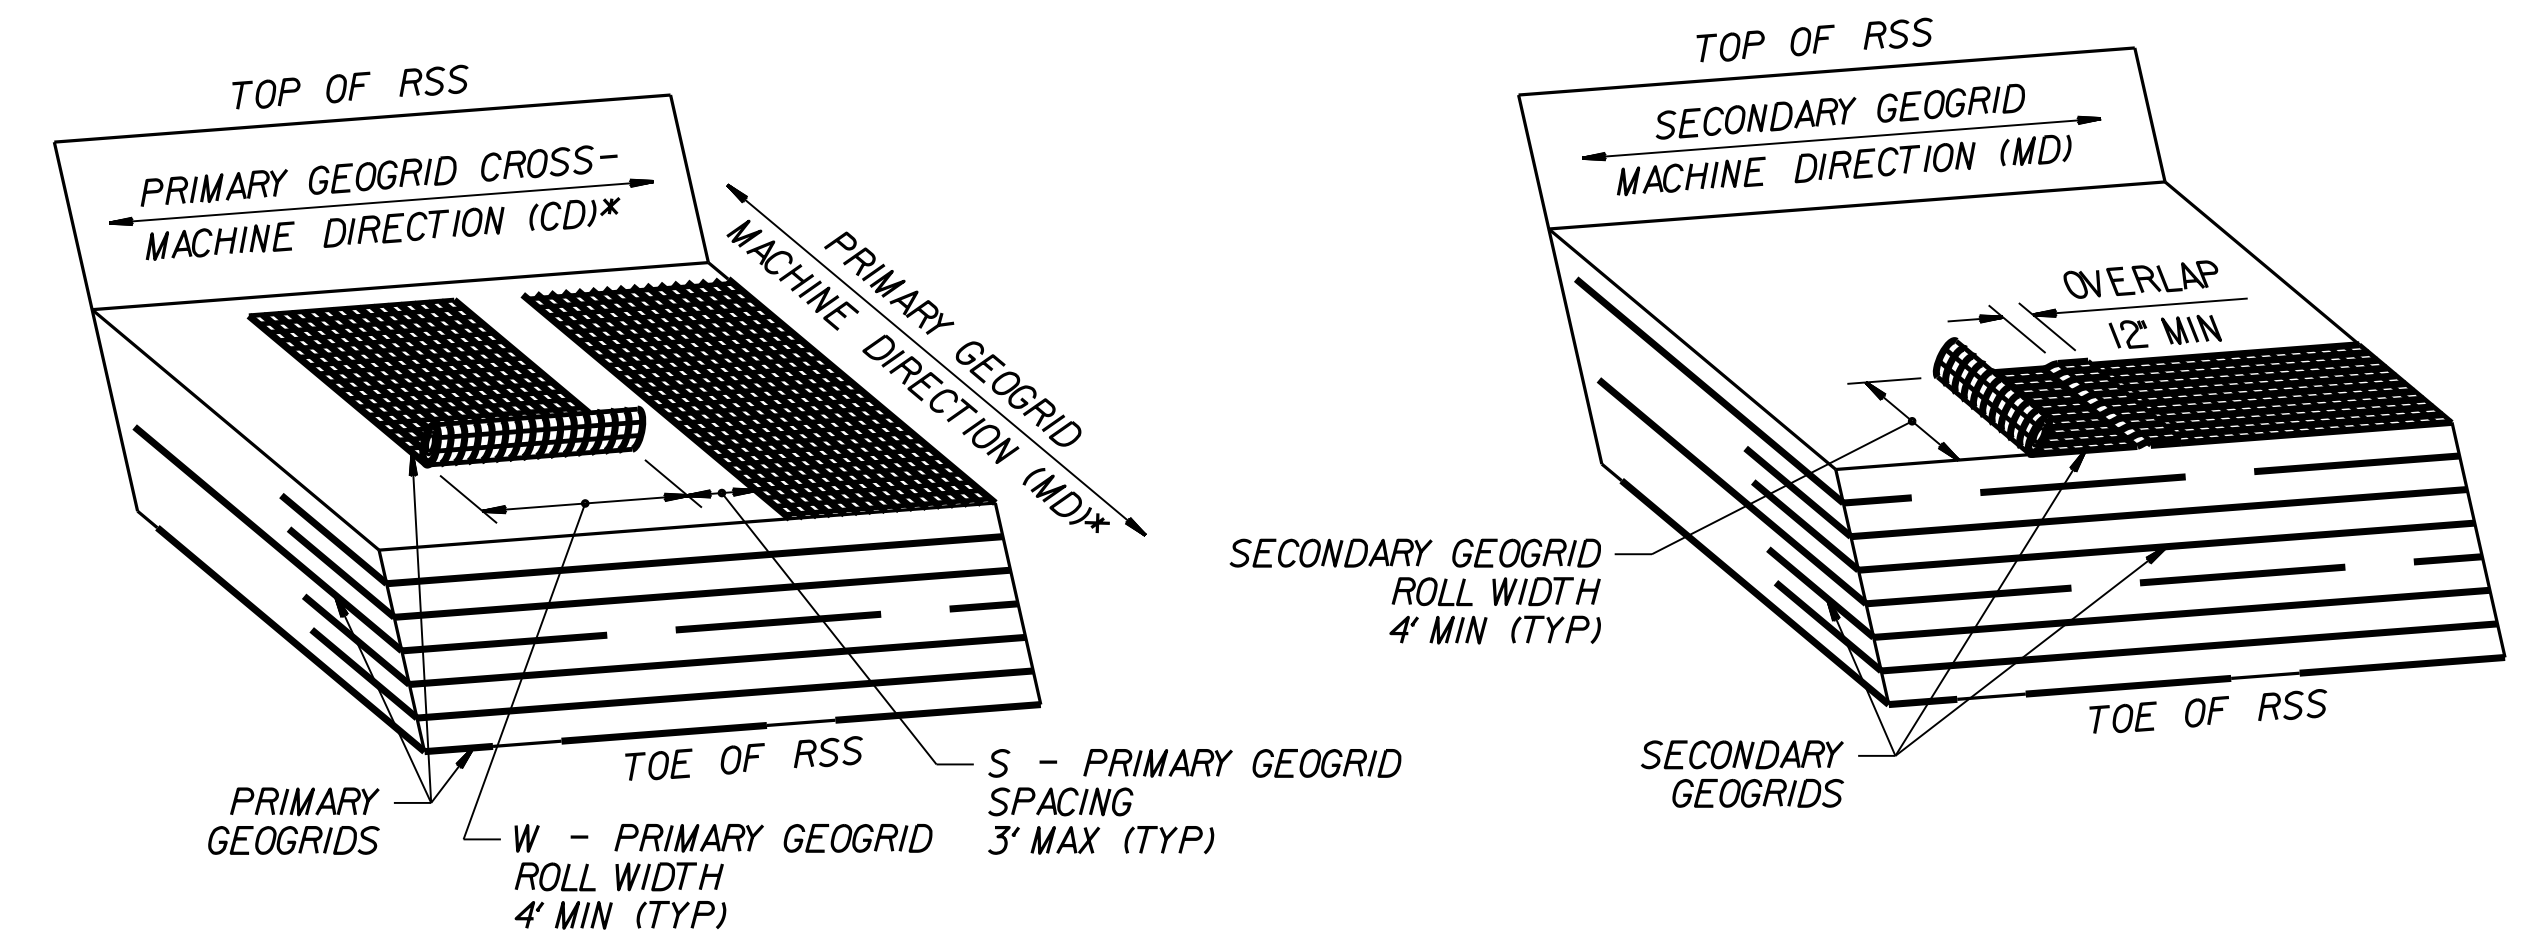 TOP OF RSS
PRIMARY GEOGRID CROSS-
MACHINE DIRECTION (CD)*
PRIMARY GEOGRID
MACHINE DIRECTION (MD)*
TOE OF RSS
PRIMARY
GEOGRIDS
W - PRIMARY GEOGRID
ROLL WIDTH
4' MIN (TYP)
S - PRIMARY GEOGRID
SPACING
3' MAX (TYP)
TOP OF RSS
SECONDARY GEOGRID
MACHINE DIRECTION (MD)
OVERLAP
12" MIN
SECONDARY GEOGRID
ROLL WIDTH
4' MIN (TYP)
TOE OF RSS
SECONDARY
GEOGRIDS